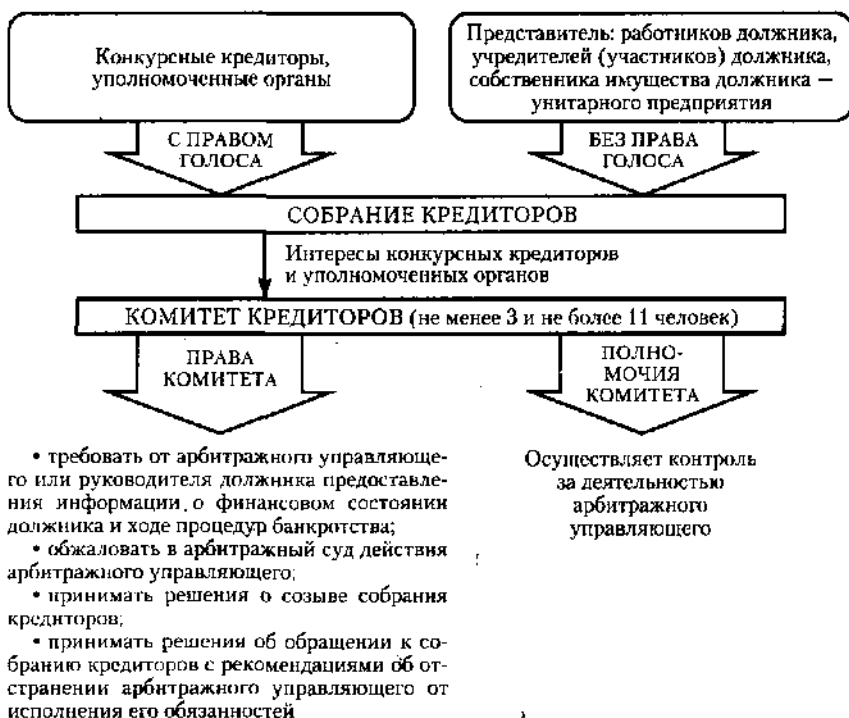 Конкурсные кредиторы,
уполномоченные органы
Представитель: работников должника,
учредителей (участников) должника,
собственника имущества должника —
унитарного предприятия
С ПРАВОМ
ГОЛОСА
БЕЗ ПРАВА
ГОЛОСА
СОБРАНИЕ КРЕДИТОРОВ
Интересы конкурсных кредиторов
и уполномоченных органов
КОМИТЕТ КРЕДИТОРОВ (не менее 3 и не более 11 человек)
ПРАВА
КОМИТЕТА
ПОЛНО-
МОЧИЯ
КОМИТЕТА
• требовать от арбитражного управляюще-
го или руководителя должника предоставле-
ния информации о финансовом состоянии
должника и ходе процедур банкротства;
• обжаловать в арбитражный суд действия
арбитражного управляющего;
• принимать решения о созыве собрания
кредиторов;
• принимать решения об обращении к со-
бранию кредиторов с рекомендациями об от-
странении арбитражного управляющего от
исполнения его обязанностей
Осуществляет контроль
за деятельностью
арбитражного
управляющего